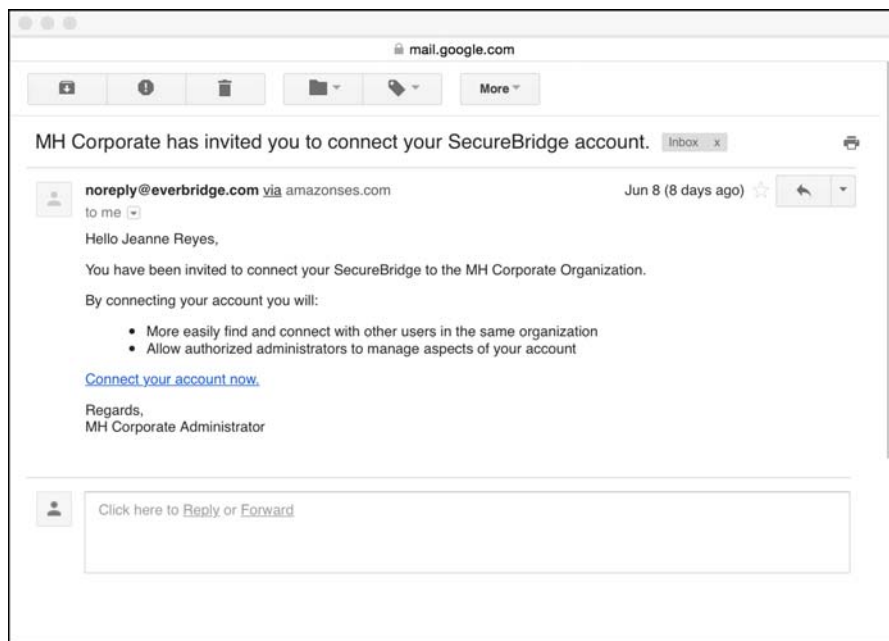 mail.google.com
More
MH Corporate has invited you to connect your SecureBridge account. Inbox x
noreply@everbridge.com via amazonses.com Jun 8 (8 days ago)
to me
Hello Jeanne Reyes,
You have been invited to connect your SecureBridge to the MH Corporate Organization.
By connecting your account you will:
• More easily find and connect with other users in the same organization
• Allow authorized administrators to manage aspects of your account
Connect your account now.
Regards,
MH Corporate Administrator
Click here to Reply or Forward